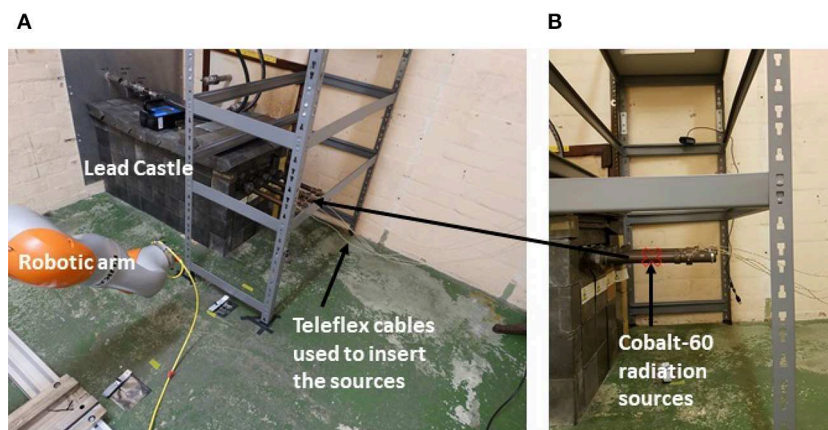 A
B
Lead Castle
Robotic arm
Teleflex cables
used to insert
the sources
Cobalt-60
radiation
sources